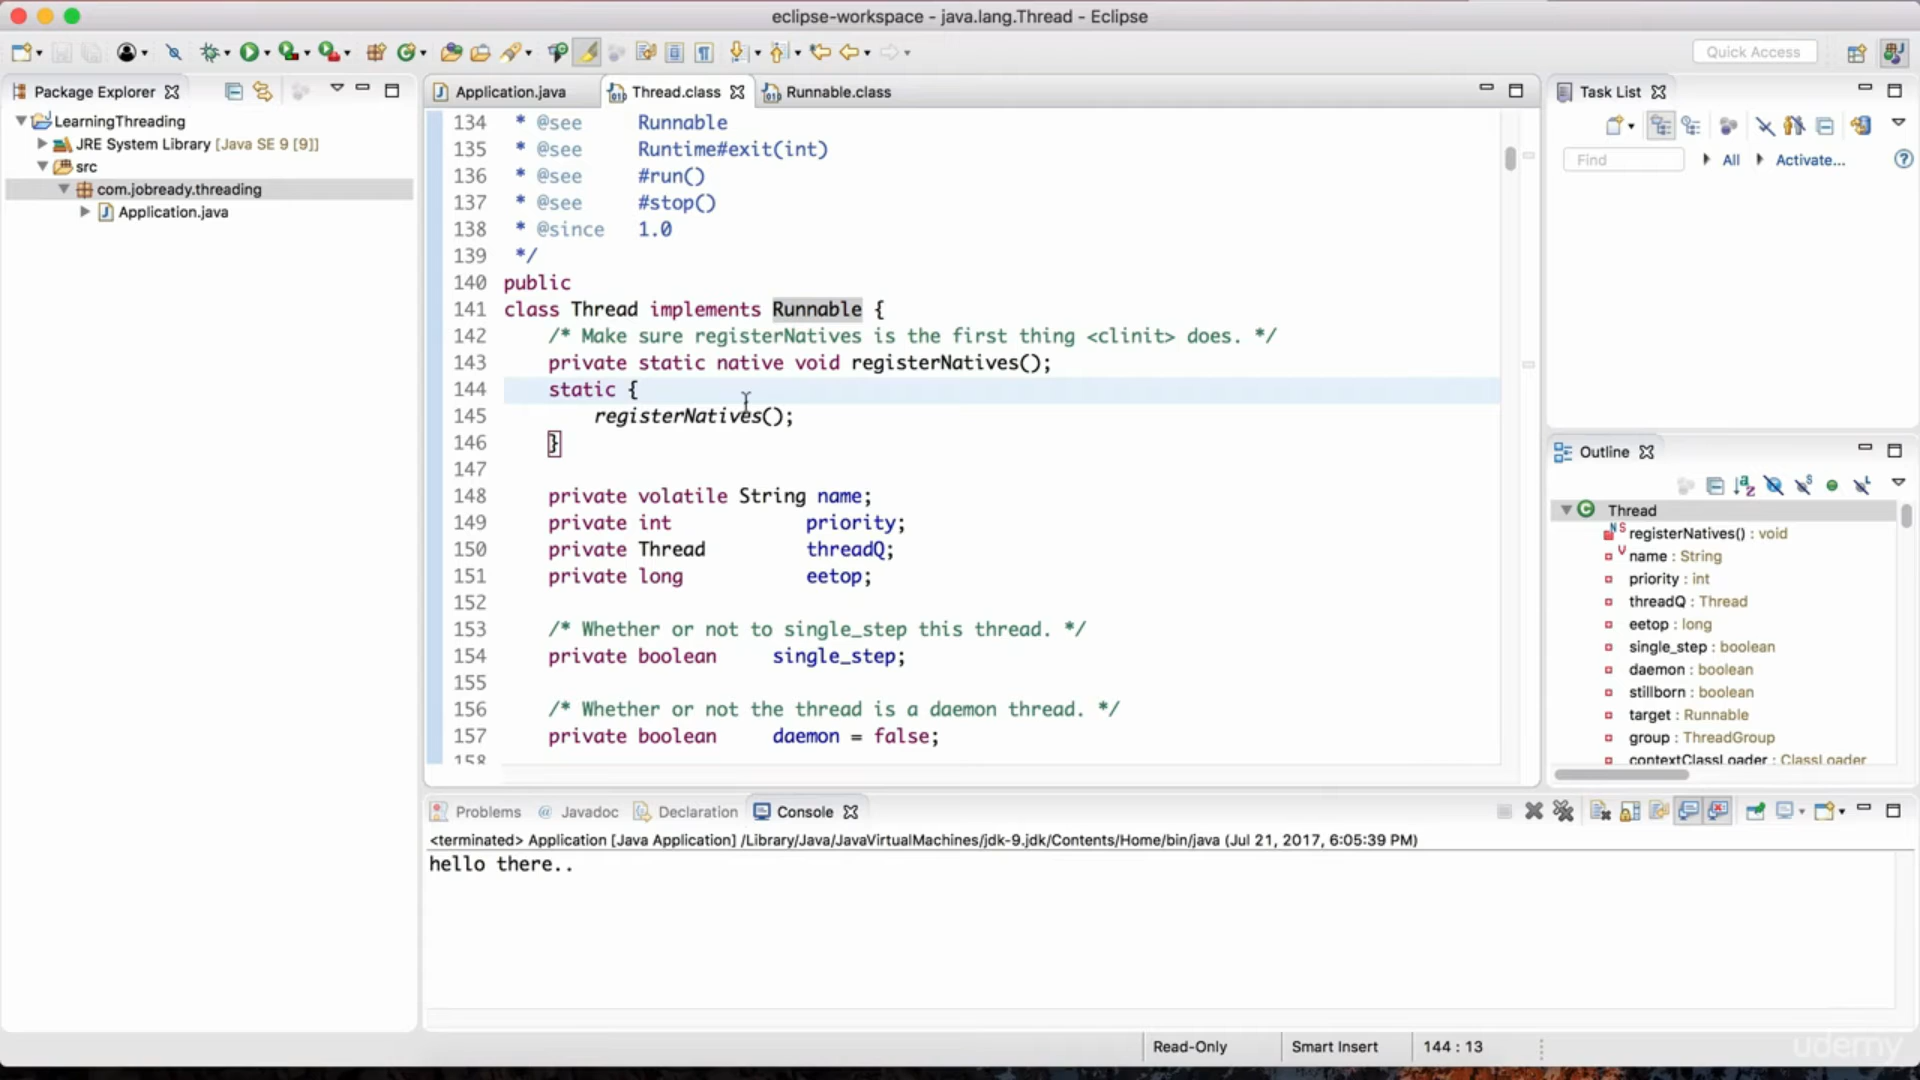 eclipse-workspace - java.lang.Thread - Eclipse
Quick Access
Package Explorer
LearningThreading
JRE System Library [Java SE 9 [9]]
src
com.jobready.threading
Application.java
Application.java
Thread.class
Runnable.class
134 * @see Runnable
135 * @see Runtime#exit(int)
136 * @see #run()
137 * @see #stop()
138 * @since 1.0
139 */
140 public
141 class Thread implements Runnable {
142 /* Make sure registerNatives is the first thing <clinit> does. */
143 private static native void registerNatives();
144 static {
145 registerNatives();
146 }
147
148 private volatile String name;
149 private int priority;
150 private Thread threadQ;
151 private long eetop;
152
153 /* Whether or not to single_step this thread. */
154 private boolean single_step;
155
156 /* Whether or not the thread is a daemon thread. */
157 private boolean daemon = false;
158
Task List
Find
All
Activate...
Outline
Thread
registerNatives() : void
name : String
priority : int
threadQ : Thread
eetop : long
single_step : boolean
daemon : boolean
stillborn : boolean
target : Runnable
group : ThreadGroup
contextClassLoader : ClassLoader
Problems
Javadoc
Declaration
Console
<terminated> Application [Java Application] /Library/Java/JavaVirtualMachines/jdk-9.jdk/Contents/Home/bin/java (Jul 21, 2017, 6:05:39 PM)
hello there..
Read-Only
Smart Insert
144 : 13
udemy